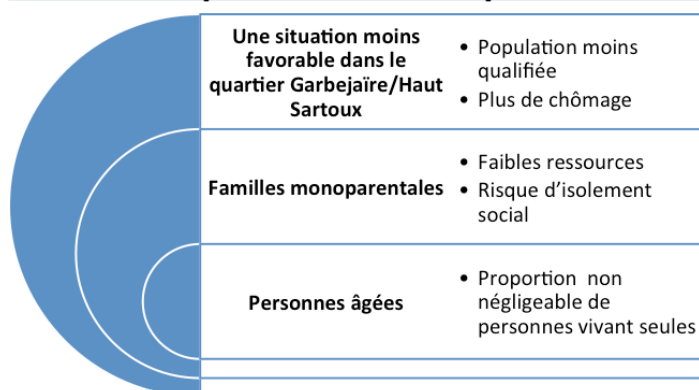 Une situation moins
favorable dans le
quartier Garbejaïre/Haut
Sartoux
• Population moins
qualifiée
• Plus de chômage
Familles monoparentales
• Faibles ressources
• Risque d’isolement
social
Personnes âgées
• Proportion non
négligeable de
personnes vivant seules